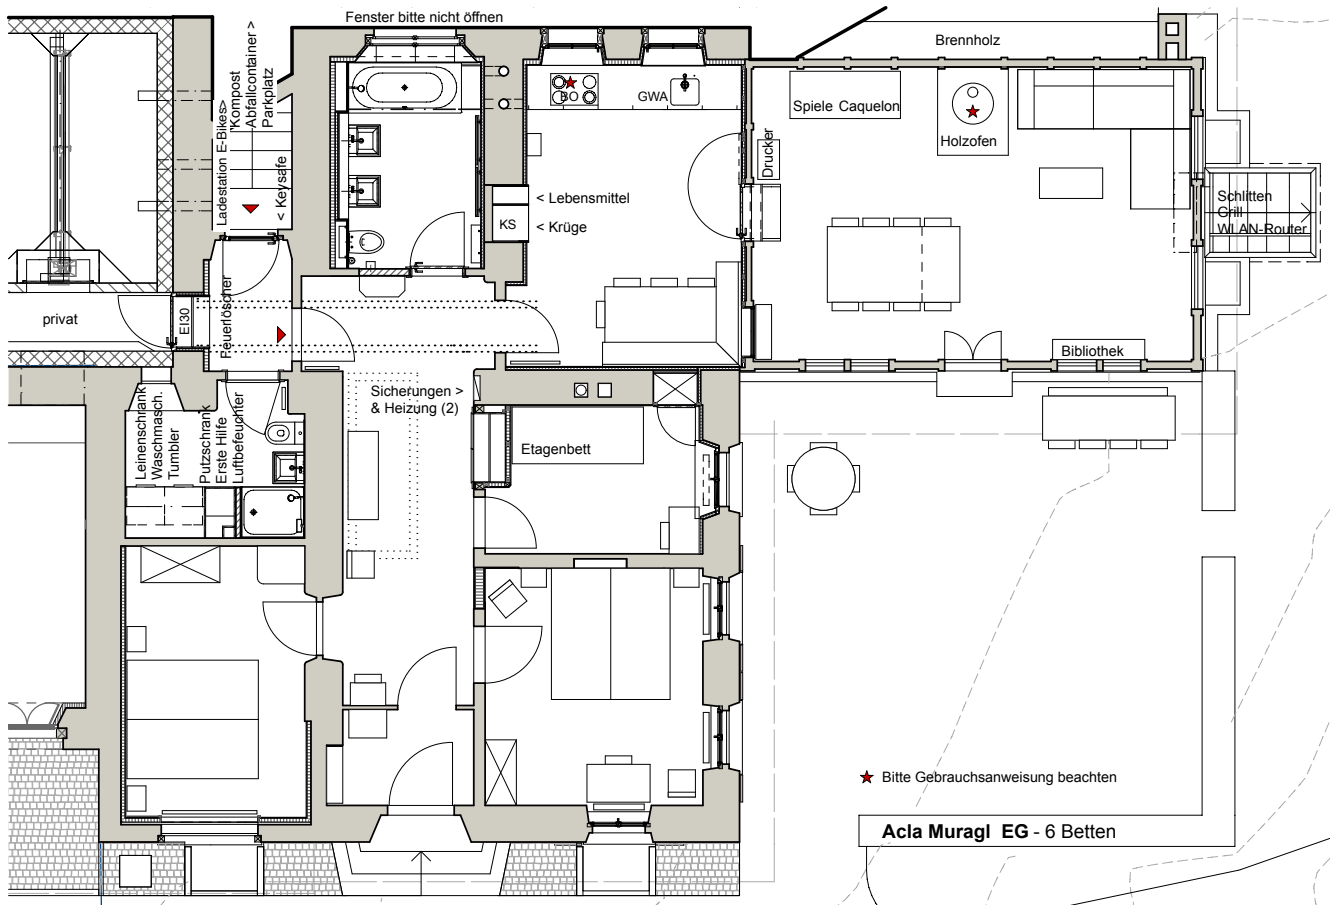 Fenster bitte nicht öffnen
Brennholz
Ladestation E-Bikes>
Kompost
Abfallcontainer >
Parkplatz
< Keysafe
BO
GWA
Spiele Caquelon
Holzofen
Drucker
< Lebensmittel
KS
< Krüge
Schlitten
Grill
WLAN-Router
privat
EI30
Feuerlöscher
Bibliothek
Sicherungen >
& Heizung (2)
Leinenschrank
Waschmasch.
Tumbler
Putzschrank
Erste Hilfe
Luftbefeuchter
Etagenbett
Bitte Gebrauchsanweisung beachten
Acla Muragl EG - 6 Betten